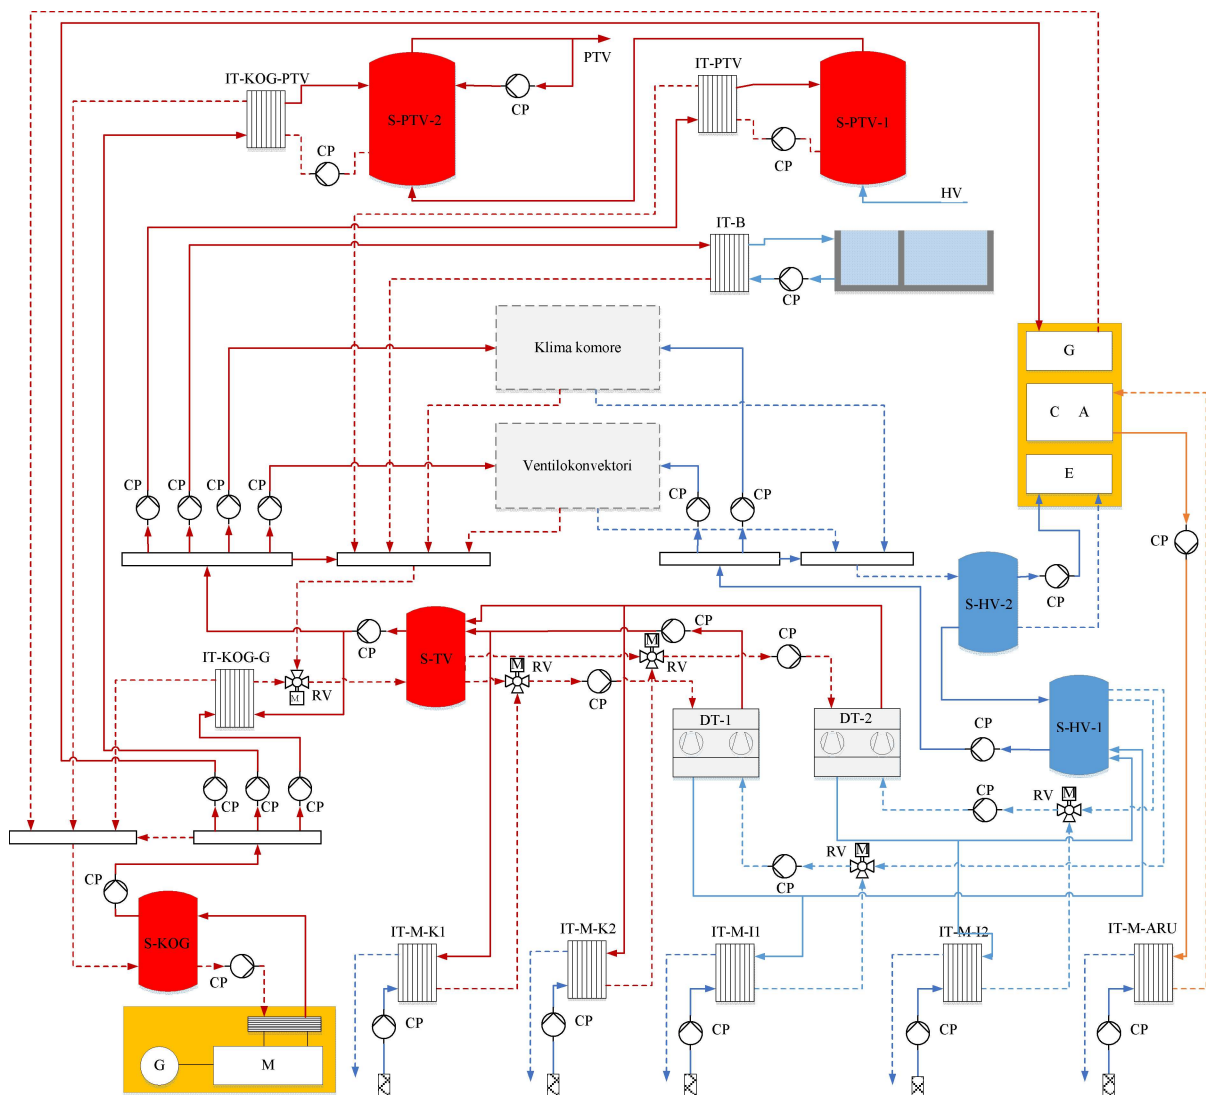 PTV
IT-KOG-PTV
IT-PTV
CP
S-PTV-2
S-PTV-1
CP
CP
HV
IT-B
CP
Klima komore
G
C A
Ventilokonvektori
E
CP
CP
CP
CP
CP
CP
CP
S-HV-2
CP
CP
CP
CP
M
IT-KOG-G
S-TV
M
RV
RV
RV
M
CP
CP
S-HV-1
DT-1
DT-2
CP
CP
CP
CP
RV
M
CP
RV
M
CP
CP
S-KOG
IT-M-K1
IT-M-K2
IT-M-I1
IT-M-I2
IT-M-ARU
CP
CP
CP
CP
CP
CP
G
M